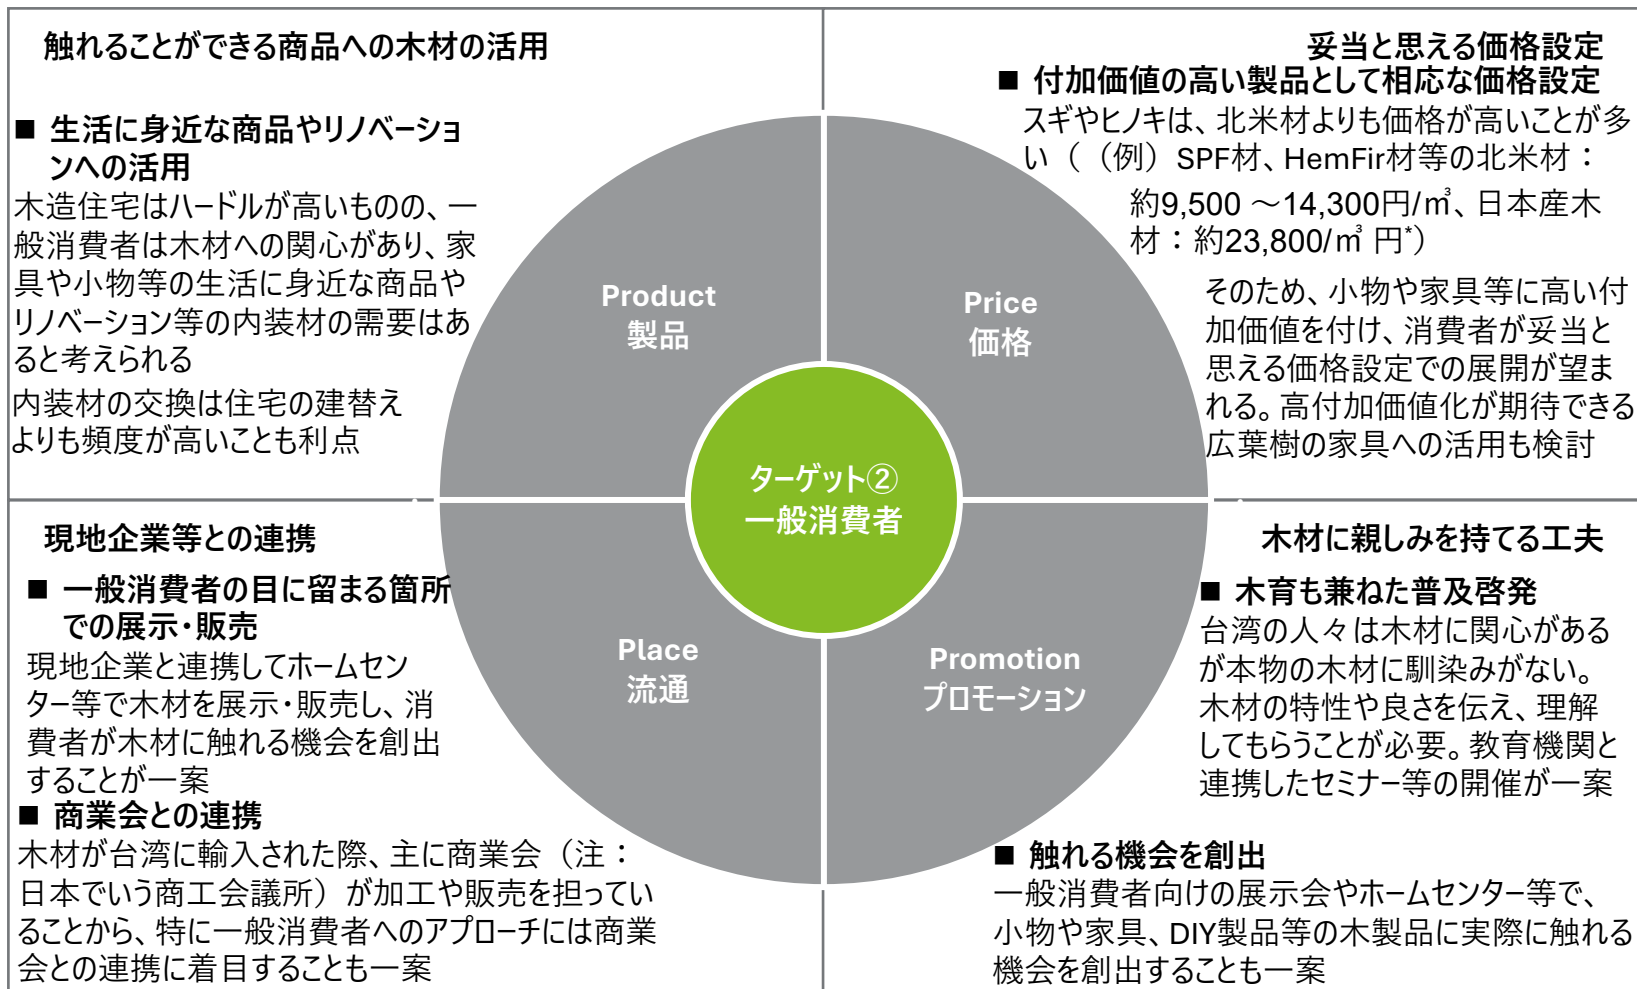 触れることができる商品への木材の活用
■ 生活に身近な商品やリノベーショ
ンへの活用
木造住宅はハードルが高いものの、一
般消費者は木材への関心があり、家
具や小物等の生活に身近な商品や
リノベーション等の内装材の需要はあ
ると考えられる
内装材の交換は住宅の建替え
よりも頻度が高いことも利点
妥当と思える価格設定
■ 付加価値の高い製品として相応な価格設定
スギやヒノキは、北米材よりも価格が高いことが多
い（（例）SPF材、HemFir材等の北米材：
約9,500 ～14,300円/㎥、日本産木
材：約23,800/㎥ 円*）
そのため、小物や家具等に高い付
加価値を付け、消費者が妥当と
思える価格設定での展開が望ま
れる。高付加価値化が期待できる
広葉樹の家具への活用も検討
Product
製品
Price
価格
ターゲット②
一般消費者
Place
流通
Promotion
プロモーション
現地企業等との連携
■ 一般消費者の目に留まる箇所
での展示・販売
現地企業と連携してホームセン
ター等で木材を展示・販売し、消
費者が木材に触れる機会を創出
することが一案
■ 商業会との連携
木材が台湾に輸入された際、主に商業会（注：
日本でいう商工会議所）が加工や販売を担ってい
ることから、特に一般消費者へのアプローチには商業
会との連携に着目することも一案
木材に親しみを持てる工夫
■ 木育も兼ねた普及啓発
台湾の人々は木材に関心がある
が本物の木材に馴染みがない。
木材の特性や良さを伝え、理解
してもらうことが必要。教育機関と
連携したセミナー等の開催が一案
■ 触れる機会を創出
一般消費者向けの展示会やホームセンター等で、
小物や家具、DIY製品等の木製品に実際に触れる
機会を創出することも一案